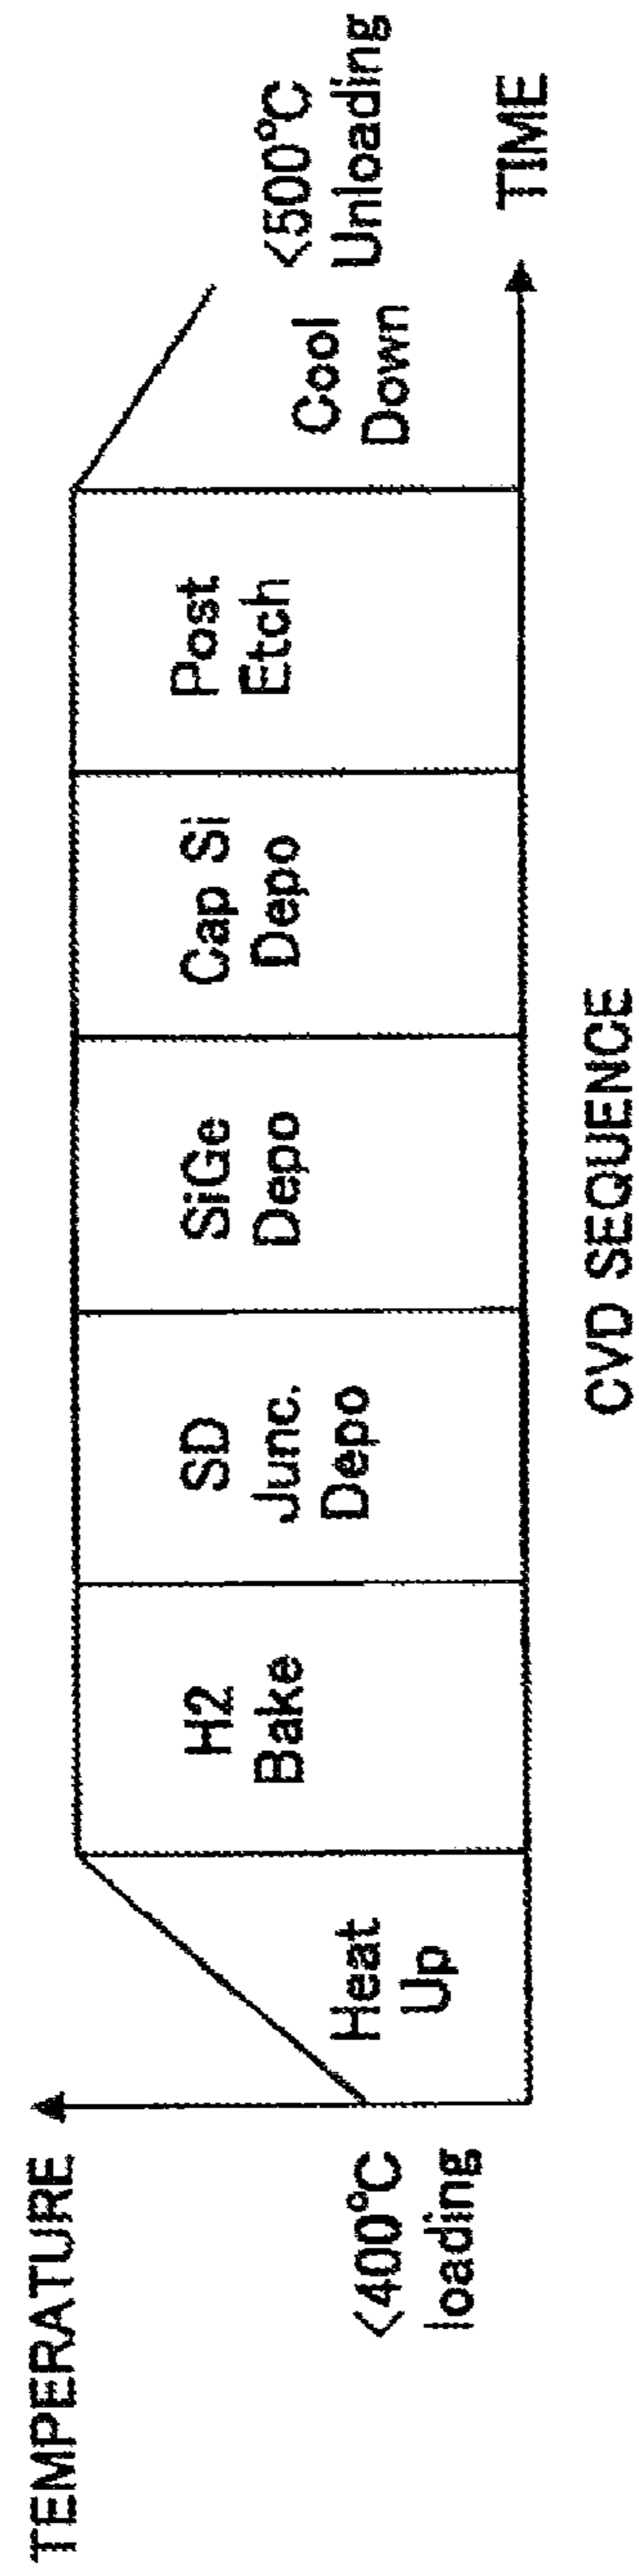 TEMPERATURE
<400°C
loading
Heat
Up
H2
Bake
SD
Junc.
Depo
SiGe
Depo
Cap Si
Depo
Post
Etch
Cool
Down
<500°C
Unloading
TIME
CVD SEQUENCE